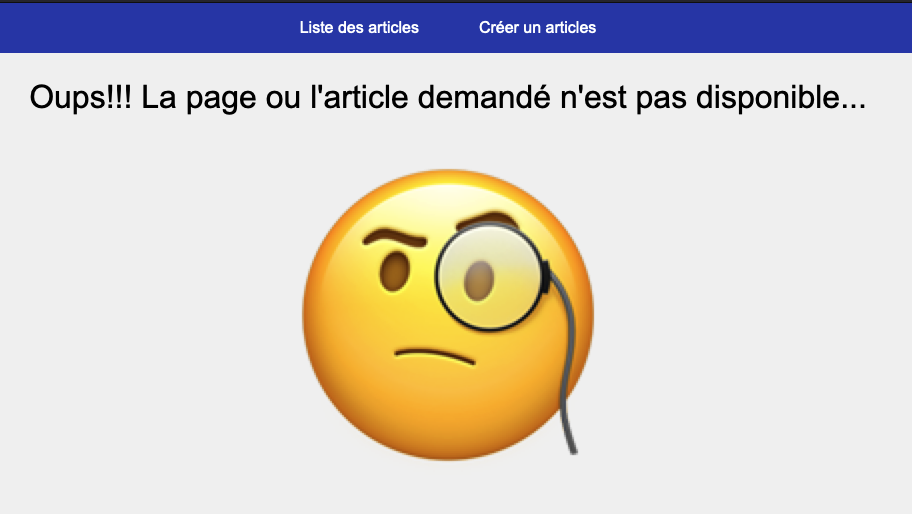 Liste des articles Créer un articles
Oups!!! La page ou l'article demandé n'est pas disponible...